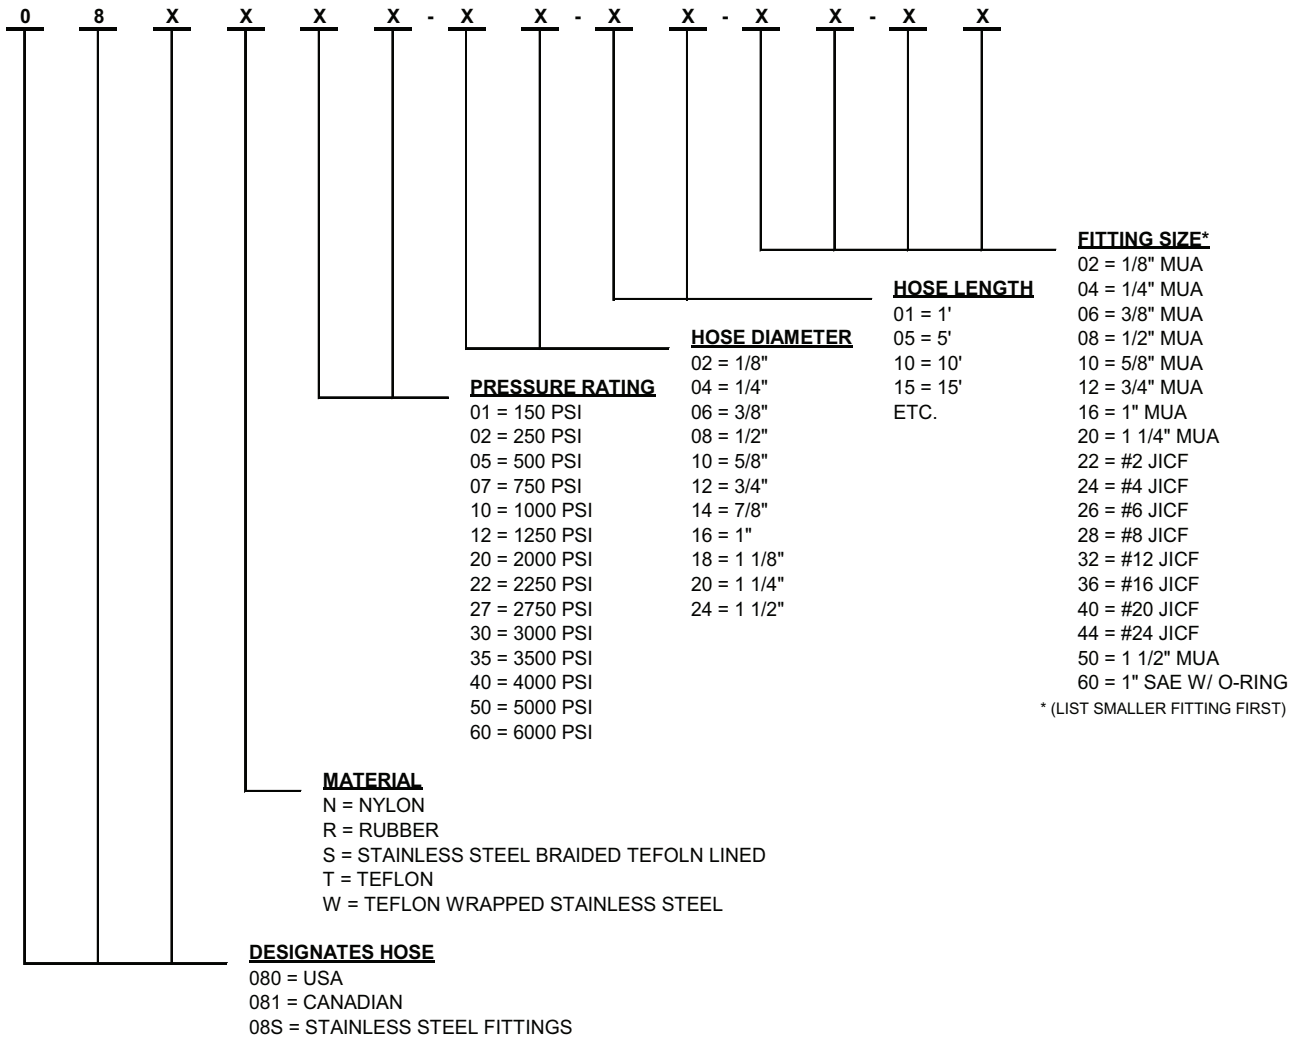 0 8 X X X X - X X - X X - X X - X X
FITTING SIZE*
02 = 1/8" MUA
04 = 1/4" MUA
06 = 3/8" MUA
08 = 1/2" MUA
10 = 5/8" MUA
12 = 3/4" MUA
16 = 1" MUA
20 = 1 1/4" MUA
22 = #2 JICF
24 = #4 JICF
26 = #6 JICF
28 = #8 JICF
32 = #12 JICF
36 = #16 JICF
40 = #20 JICF
44 = #24 JICF
50 = 1 1/2" MUA
60 = 1" SAE W/ O-RING
* (LIST SMALLER FITTING FIRST)
HOSE LENGTH
01 = 1'
05 = 5'
10 = 10'
15 = 15'
ETC.
HOSE DIAMETER
02 = 1/8"
04 = 1/4"
06 = 3/8"
08 = 1/2"
10 = 5/8"
12 = 3/4"
14 = 7/8"
16 = 1"
18 = 1 1/8"
20 = 1 1/4"
24 = 1 1/2"
PRESSURE RATING
01 = 150 PSI
02 = 250 PSI
05 = 500 PSI
07 = 750 PSI
10 = 1000 PSI
12 = 1250 PSI
20 = 2000 PSI
22 = 2250 PSI
27 = 2750 PSI
30 = 3000 PSI
35 = 3500 PSI
40 = 4000 PSI
50 = 5000 PSI
60 = 6000 PSI
MATERIAL
N = NYLON
R = RUBBER
S = STAINLESS STEEL BRAIDED TEFOLN LINED
T = TEFLON
W = TEFLON WRAPPED STAINLESS STEEL
DESIGNATES HOSE
080 = USA
081 = CANADIAN
08S = STAINLESS STEEL FITTINGS